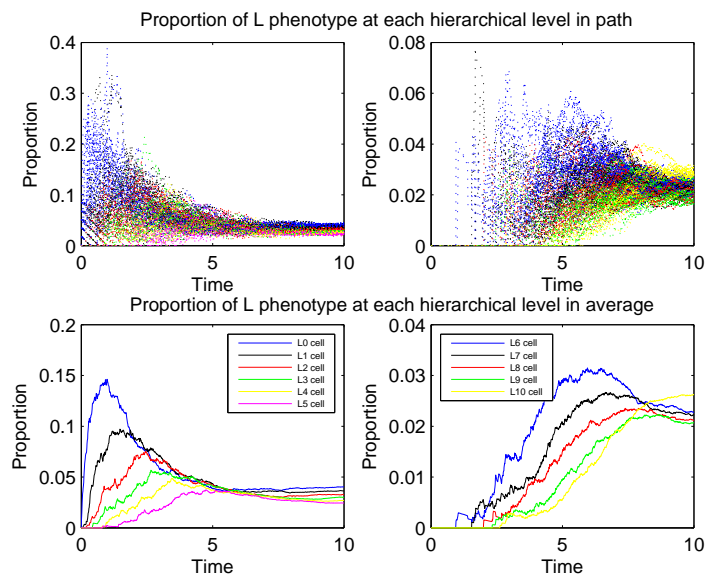 Proportion of L phenotype at each hierarchical level in path
0.4
0.3
0.2
0.1
0
Proportion
0
5
10
Time
0.08
0.06
0.04
0.02
0
Proportion
0
5
10
Time
Proportion of L phenotype at each hierarchical level in average
0.2
0.15
0.1
0.05
0
Proportion
0
5
10
Time
L0 cell
L1 cell
L2 cell
L3 cell
L4 cell
L5 cell
0.04
0.03
0.02
0.01
0
Proportion
0
5
10
Time
L6 cell
L7 cell
L8 cell
L9 cell
L10 cell